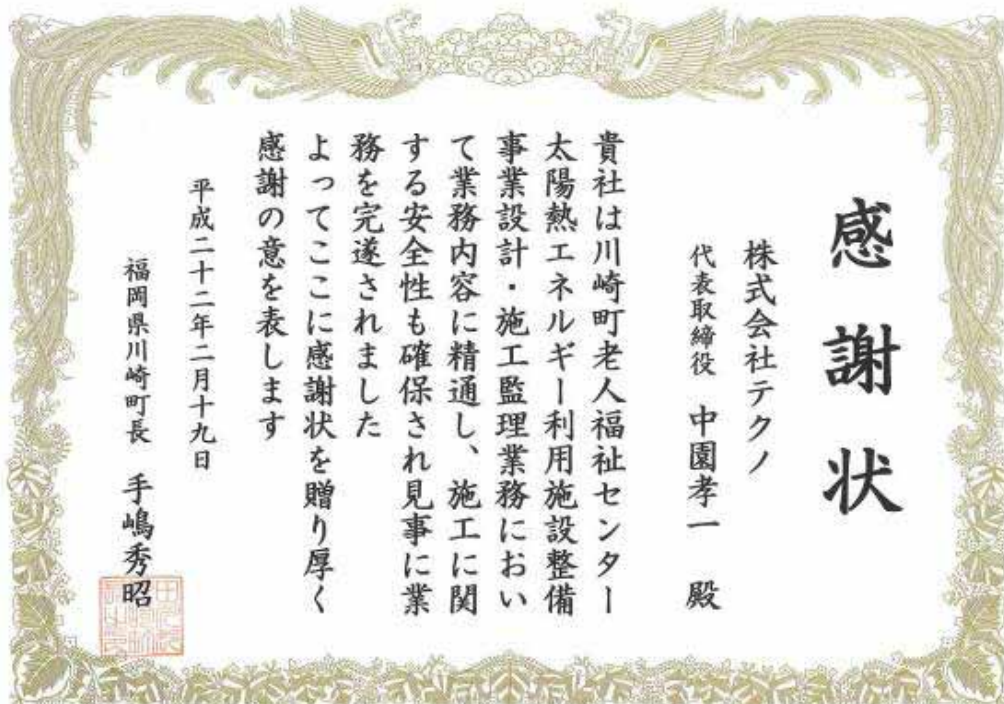 感謝状
株式会社テクノ
代表取締役 中園孝一 殿
貴社は川崎町老人福祉センター
太陽熱エネルギー利用施設整備
事業設計・施工監理業務におい
て業務内容に精通し、施工に関
する安全性も確保され見事に業
務を完遂されました
よってここに感謝状を贈り厚く
感謝の意を表します
平成二十二年二月十九日
福岡県川崎町長 手嶋秀昭